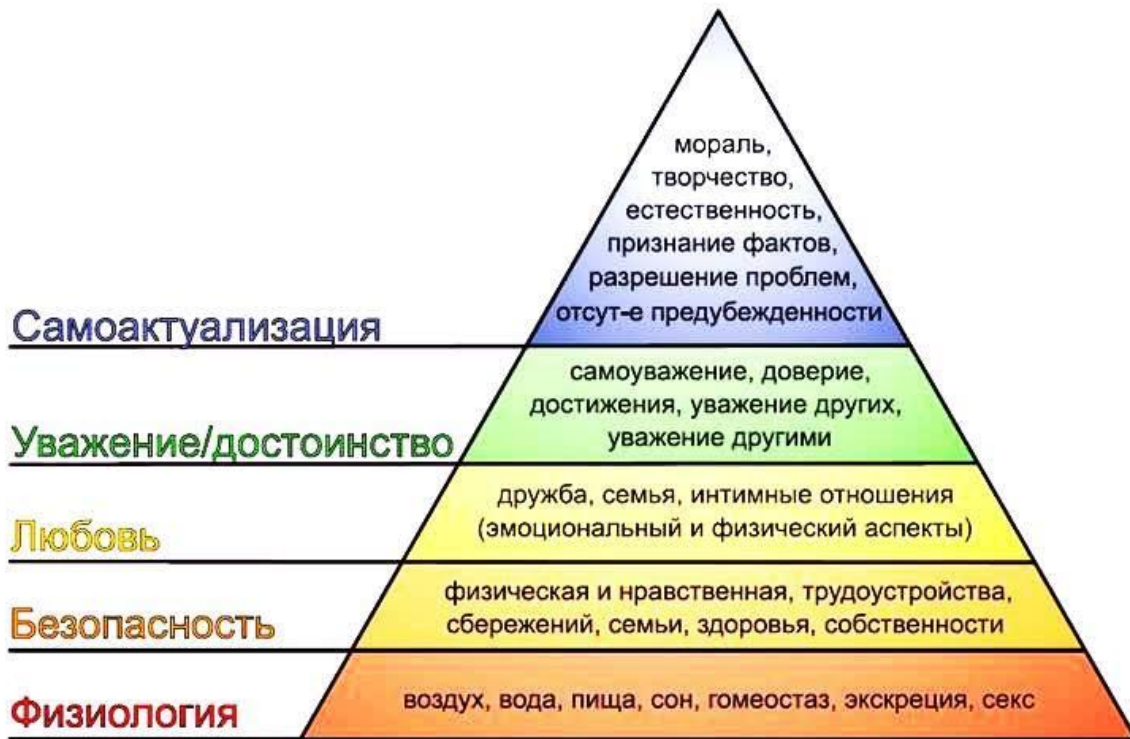 мораль,
творчество,
естественность,
признание фактов,
разрешение проблем,
отсут-е предубежденности
Самоактуализация
самоуважение, доверие,
достижения, уважение других,
уважение другими
Уважение/достоинство
дружба, семья, интимные отношения
(эмоциональный и физический аспекты)
Любовь
физическая и нравственная, трудоустройства,
сбережений, семьи, здоровья, собственности
Безопасность
воздух, вода, пища, сон, гомеостаз, экскреция, секс
Физиология